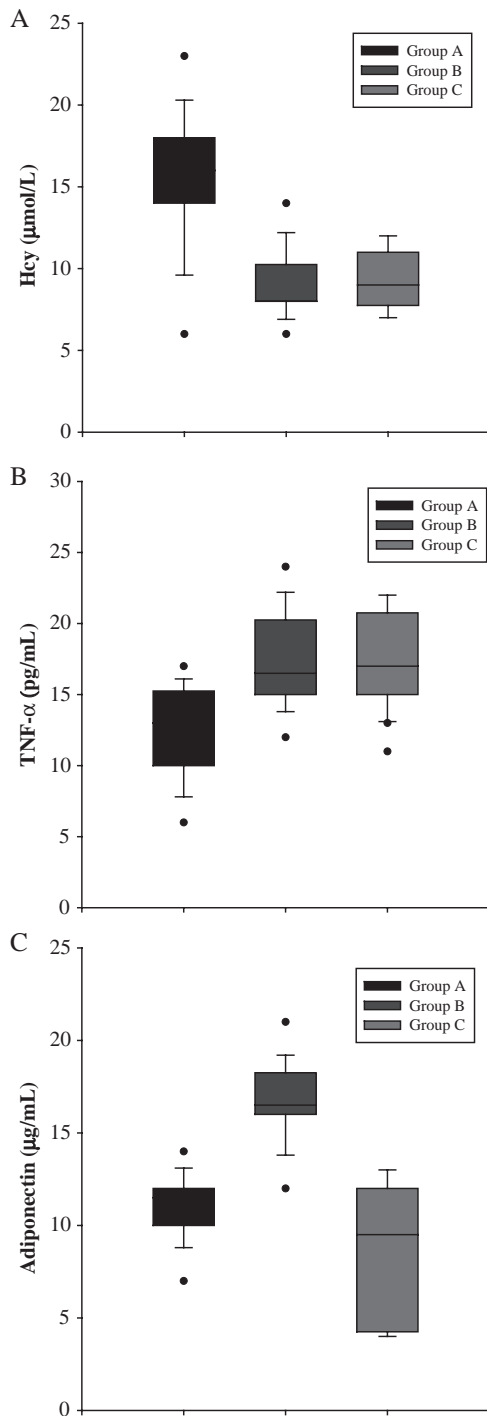 A
25
20
15
10
5
0
Hcy (μmol/L)
Group A
Group B
Group C
B
30
25
20
15
10
5
0
TNF-α (pg/mL)
Group A
Group B
Group C
C
25
20
15
10
5
0
Adiponectin (μg/mL)
Group A
Group B
Group C